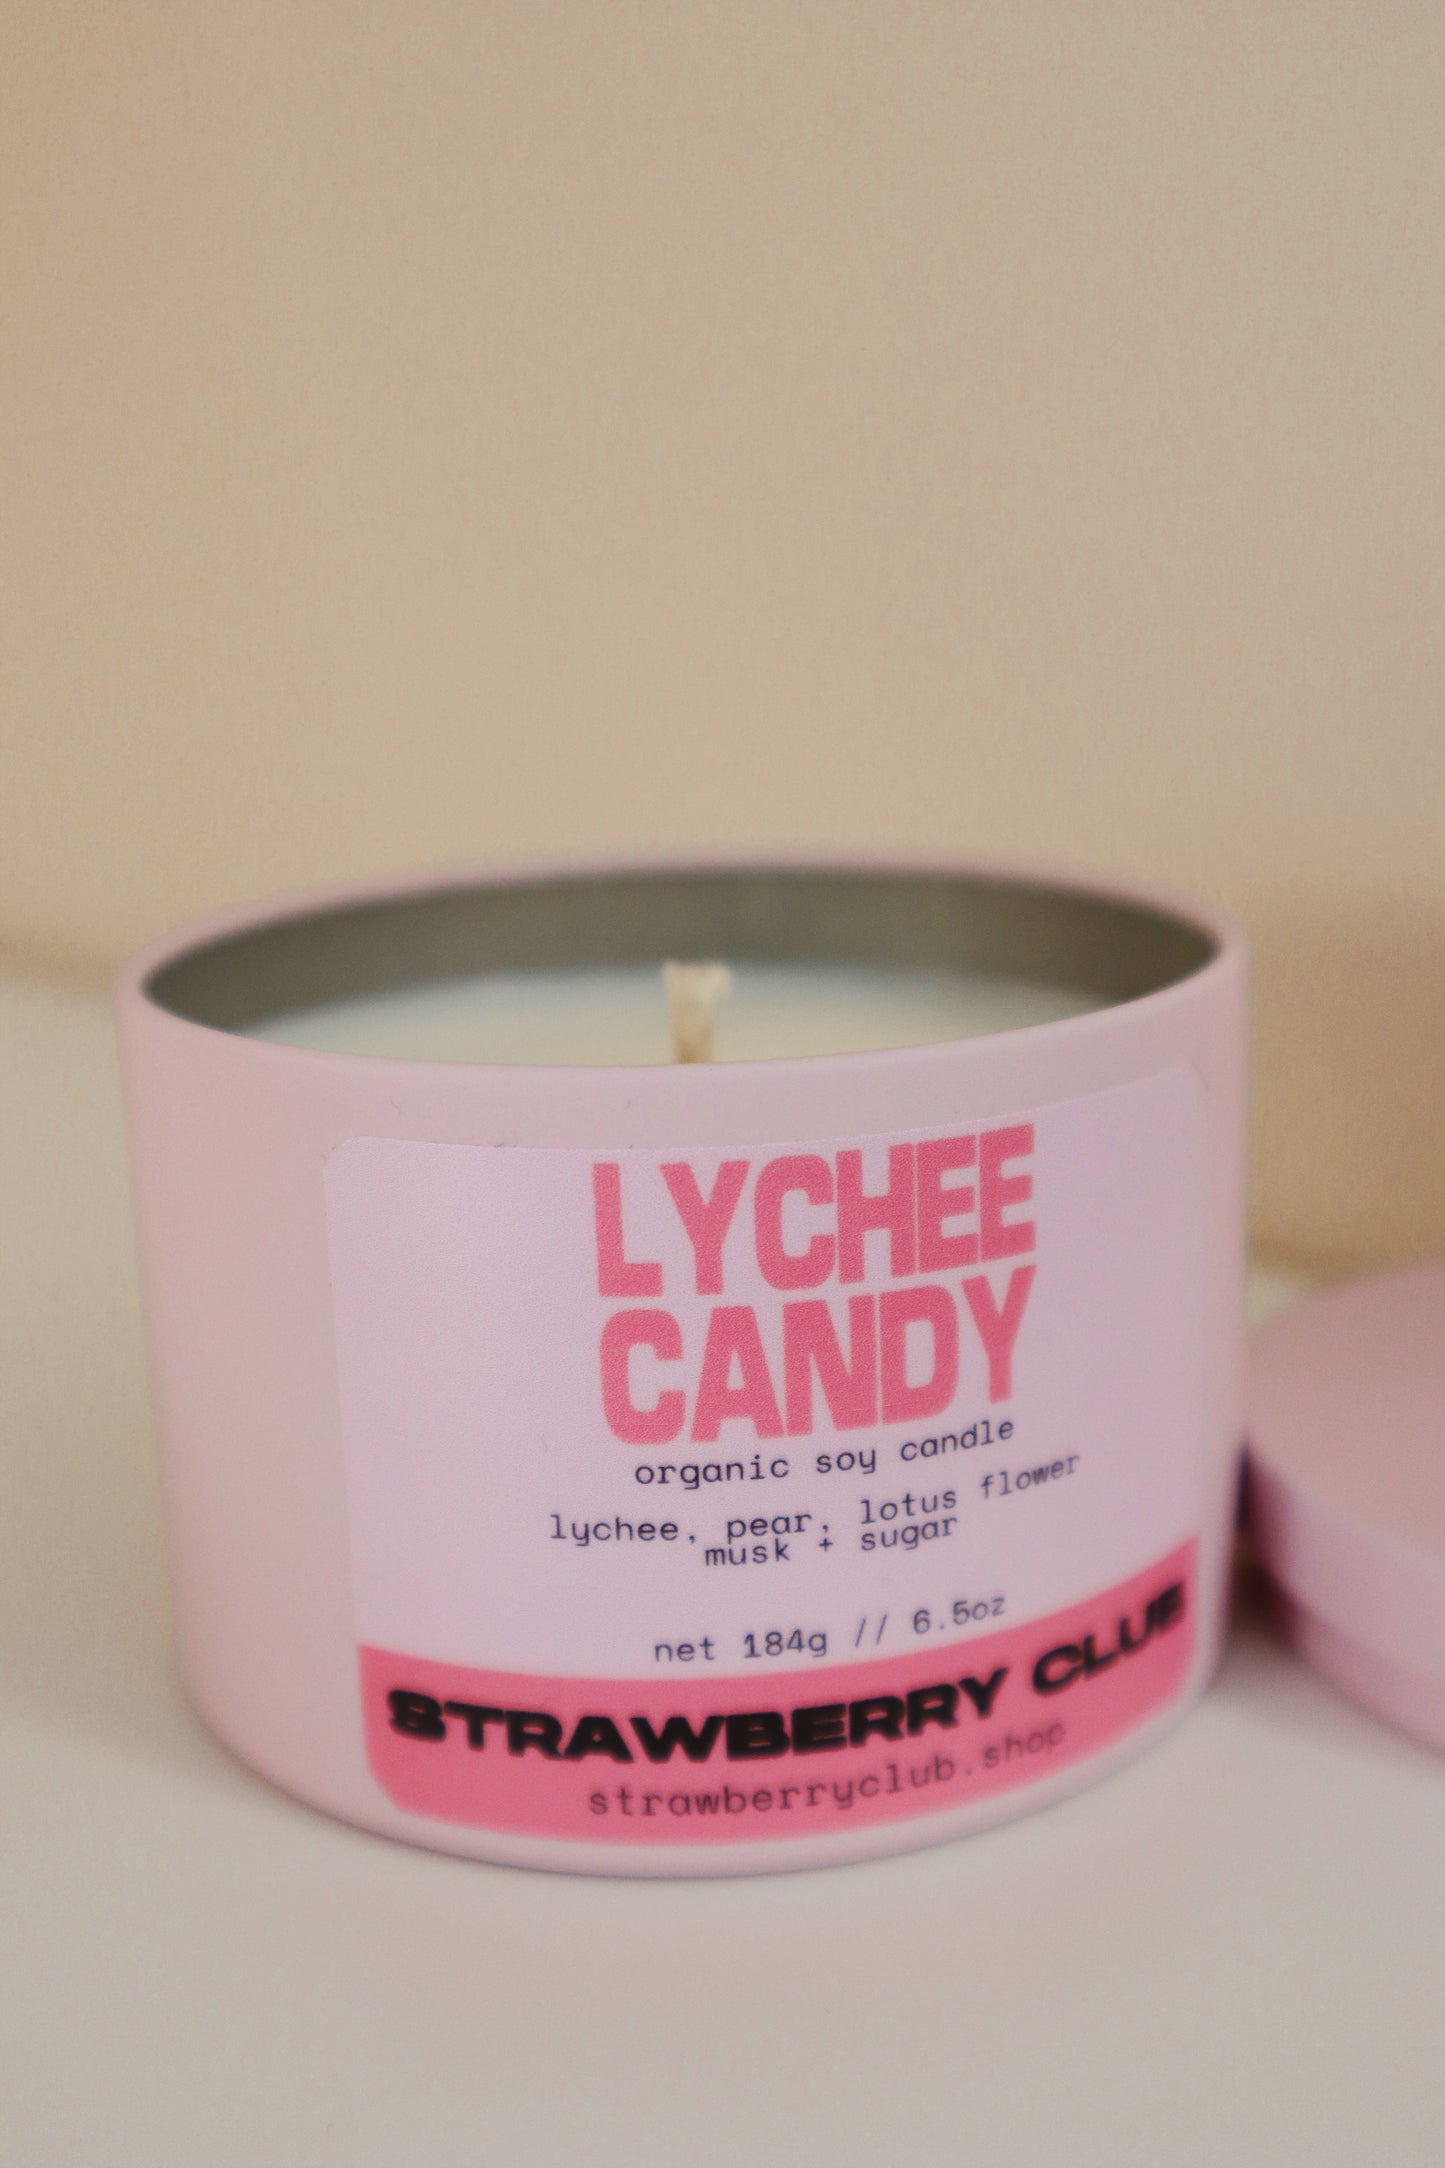 LYCHEE
CANDY
organic soy candle
lychee, pear, lotus flower
musk + sugar
net 184g // 6.5oz
STRAWBERRY CLUB
strawberryclub.shop